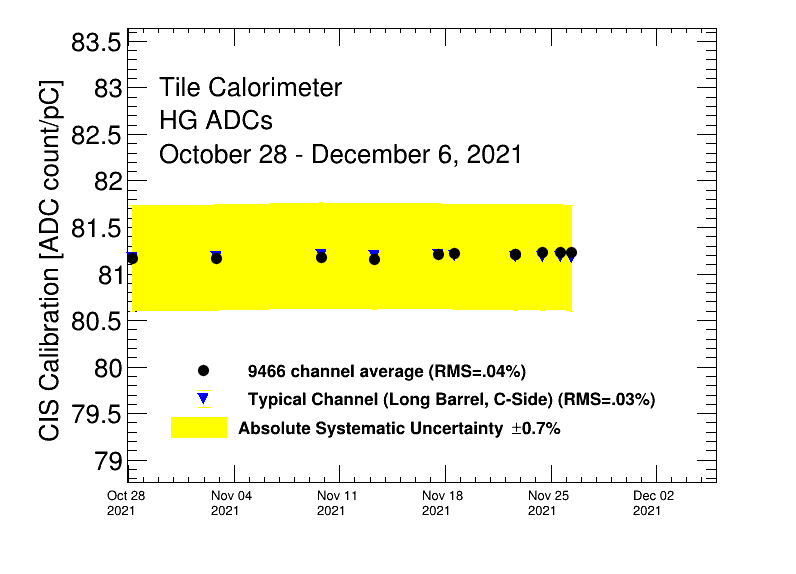 83.5
83
82.5
82
81.5
81
80.5
80
79.5
79
CIS Calibration [ADC count/pC]
Tile Calorimeter
HG ADCs
October 28 - December 6, 2021
9466 channel average (RMS=.04%)
Typical Channel (Long Barrel, C-Side) (RMS=.03%)
Absolute Systematic Uncertainty ±0.7%
Oct 28 Nov 04 Nov 11 Nov 18 Nov 25 Dec 02
2021 2021 2021 2021 2021 2021